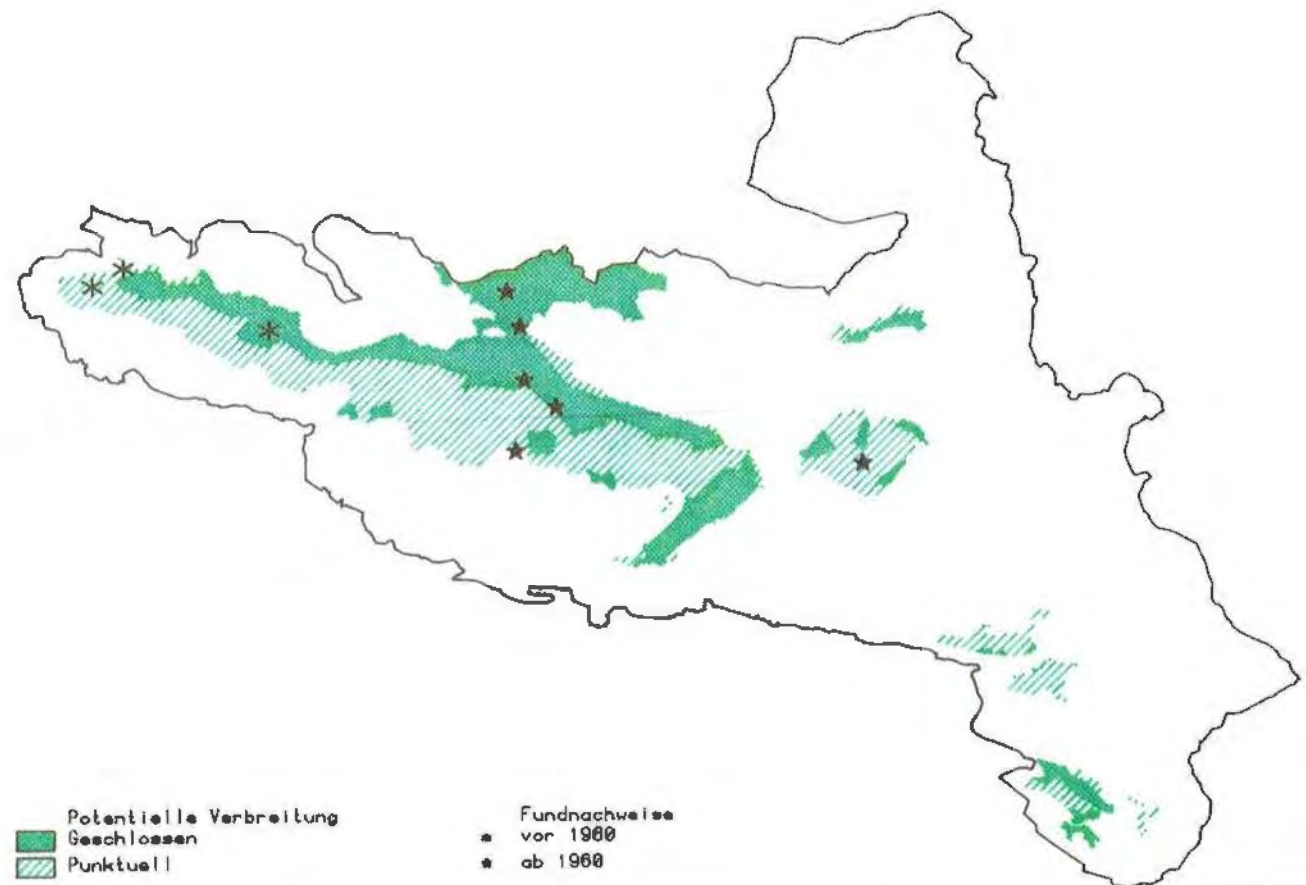 Potentielle Verbreitung
Geschlossen
Punktuell
Fundnachweise
vor 1960
ab 1960